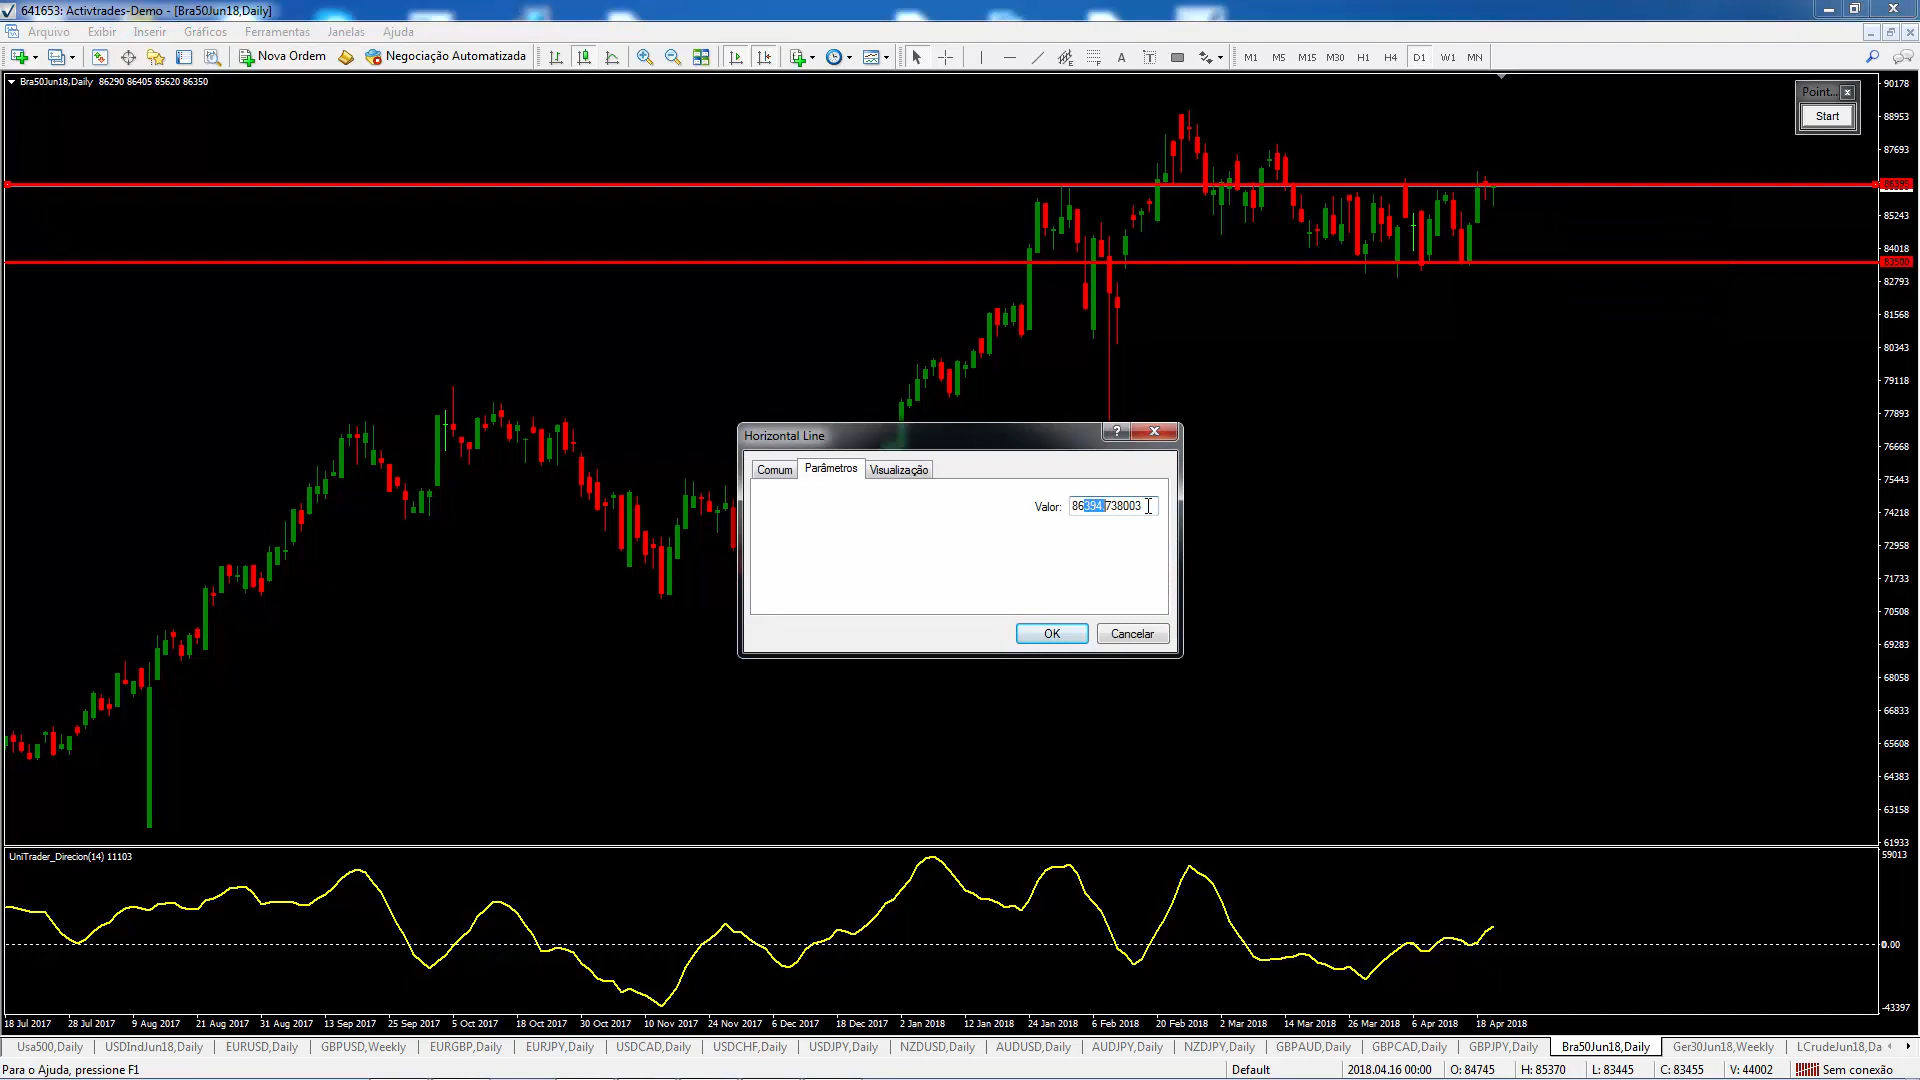 641653: Activtrades-Demo - [Bra50Jun18,Daily]
Arquivo Exibir Inserir Gráficos Ferramentas Janelas Ajuda
Nova Ordem Negociação Automatizada A T M1 M5 M15 M30 H1 H4 D1 W1 MN
Bra50Jun18,Daily 86290 86405 85620 86350
Point...
Start
90178
88953
87693
86395
85243
84018
83500
82793
81568
80343
79118
77893
76668
75443
74218
72958
71733
70508
69283
68058
66833
65608
64383
63158
61933
Horizontal Line
Comum Parâmetros Visualização
Valor: 86394.738003
OK Cancelar
UniTrader_Direcion(14) 11103
59013
0.00
-43397
18 Jul 2017 28 Jul 2017 9 Aug 2017 21 Aug 2017 31 Aug 2017 13 Sep 2017 25 Sep 2017 5 Oct 2017 18 Oct 2017 30 Oct 2017 10 Nov 2017 24 Nov 2017 6 Dec 2017 18 Dec 2017 2 Jan 2018 12 Jan 2018 24 Jan 2018 6 Feb 2018 20 Feb 2018 2 Mar 2018 14 Mar 2018 26 Mar 2018 6 Apr 2018 18 Apr 2018
Usa500,Daily USDIndJun18,Daily EURUSD,Daily GBPUSD,Weekly EURGBP,Daily EURJPY,Daily USDCAD,Daily USDCHF,Daily USDJPY,Daily NZDUSD,Daily AUDUSD,Daily AUDJPY,Daily NZDJPY,Daily GBPAUD,Daily GBPCAD,Daily GBPJPY,Daily Bra50Jun18,Daily Ger30Jun18,Weekly LCrudeJun18,Da
Para o Ajuda, pressione F1 Default 2018.04.16 00:00 O: 84745 H: 85370 L: 83445 C: 83455 V: 44002 Sem conexão